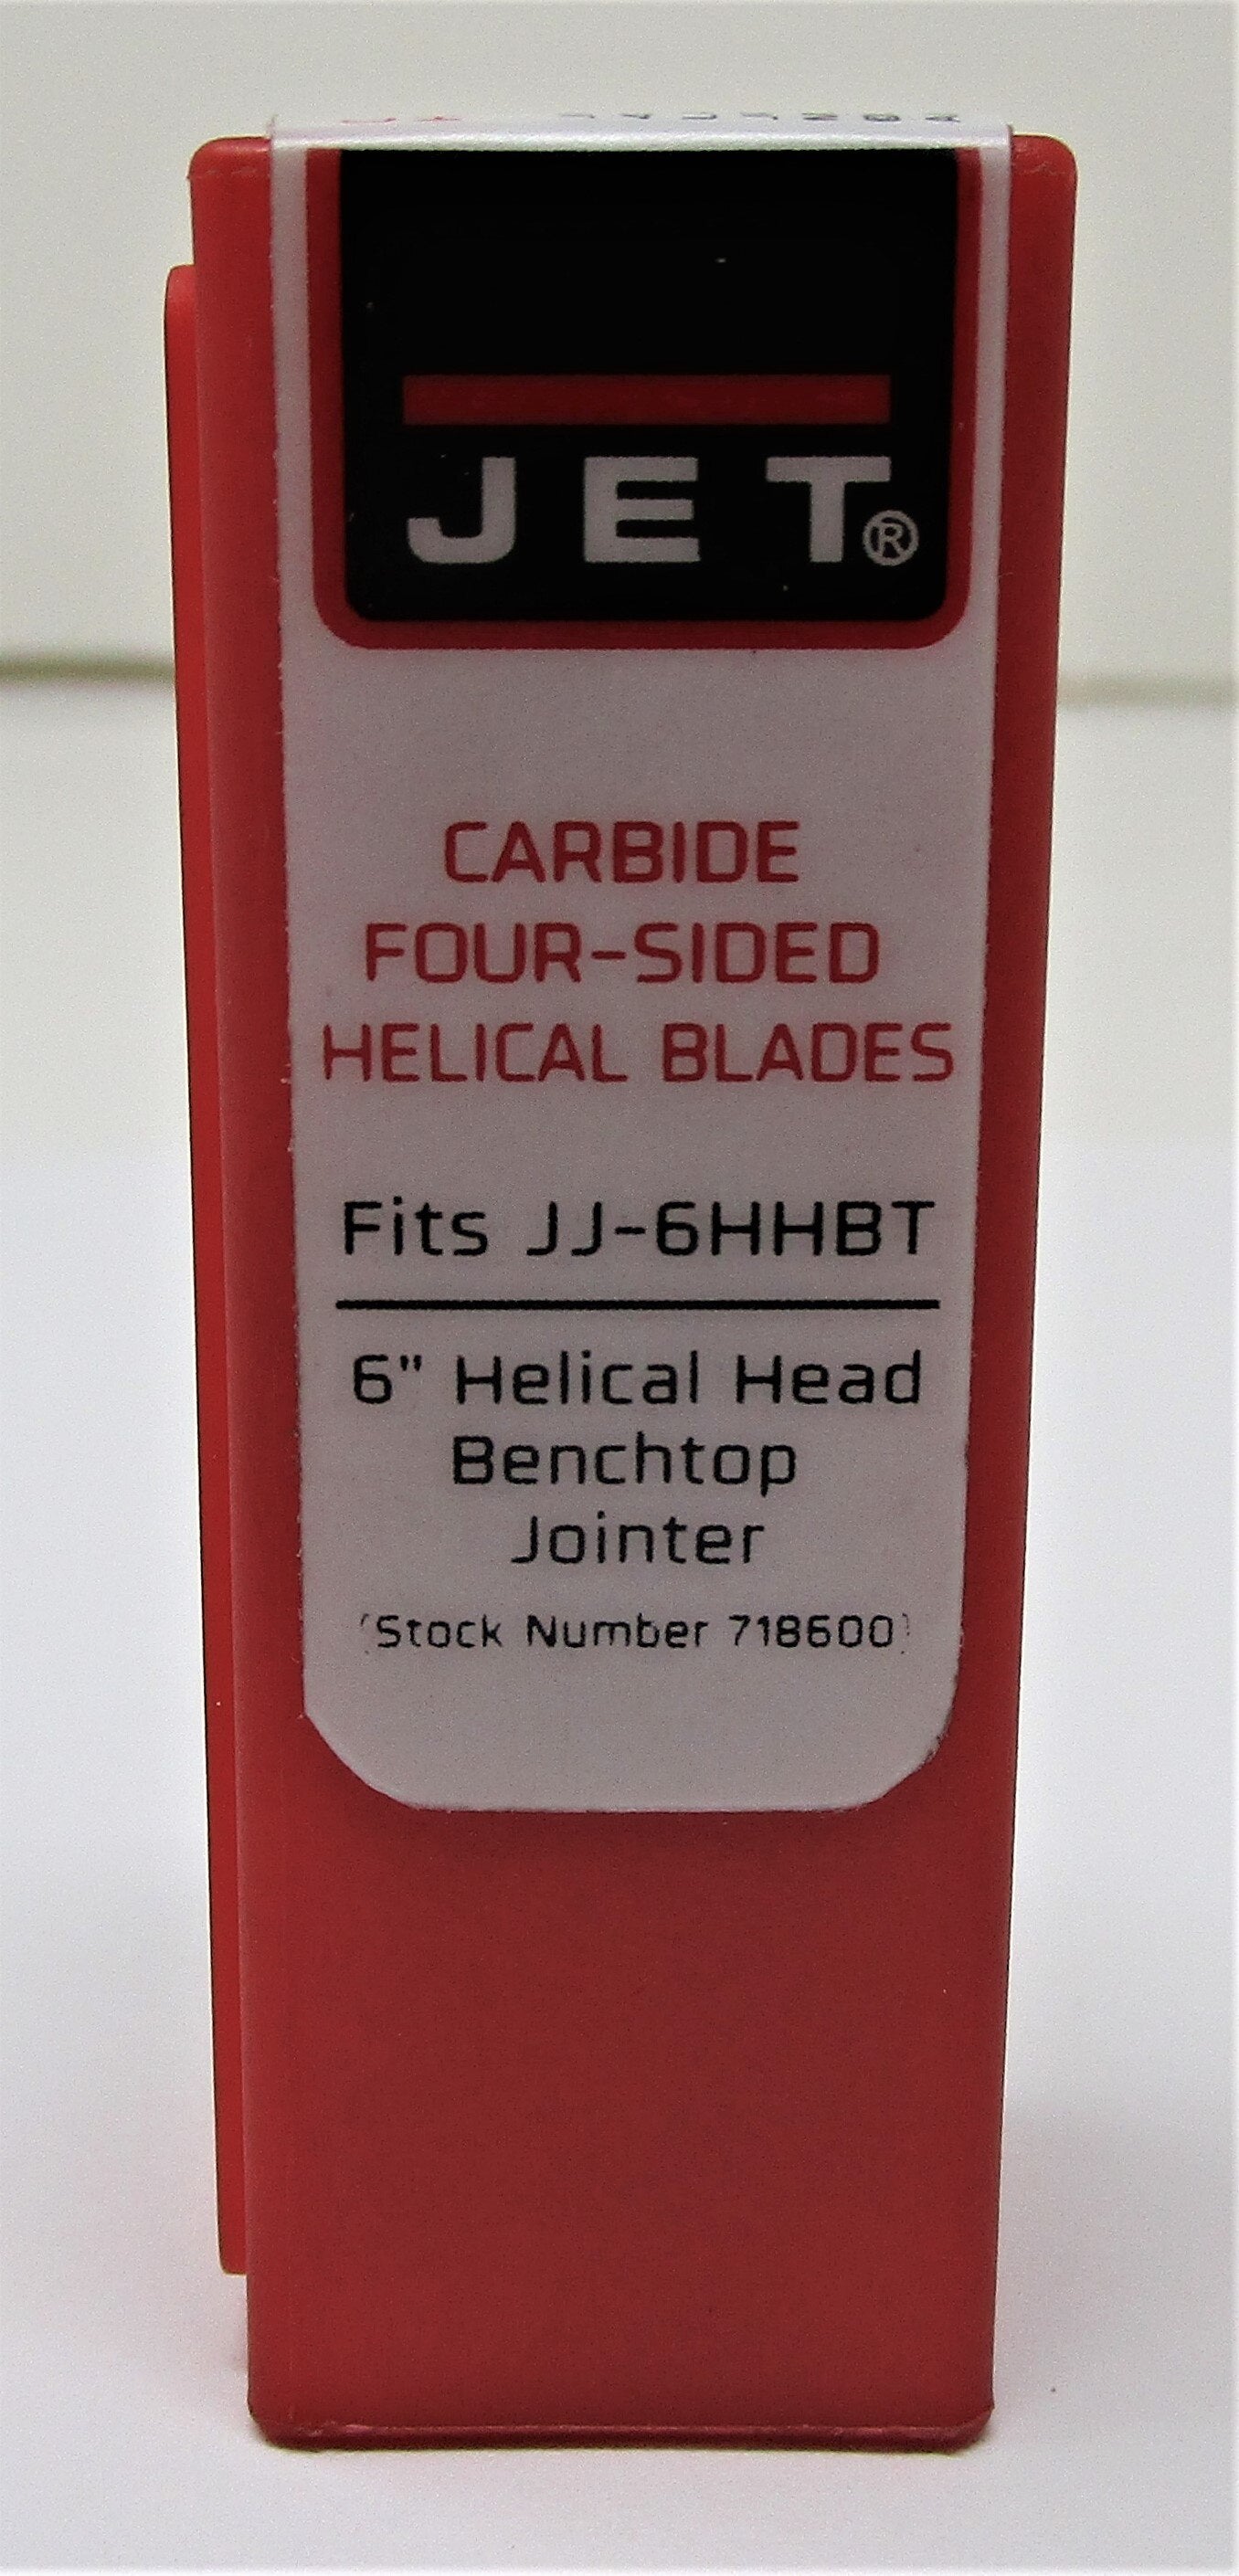 JET®
CARBIDE
FOUR-SIDED
HELICAL BLADES
Fits JJ-6HHBT
6" Helical Head
Benchtop
Jointer
(Stock Number 718600)